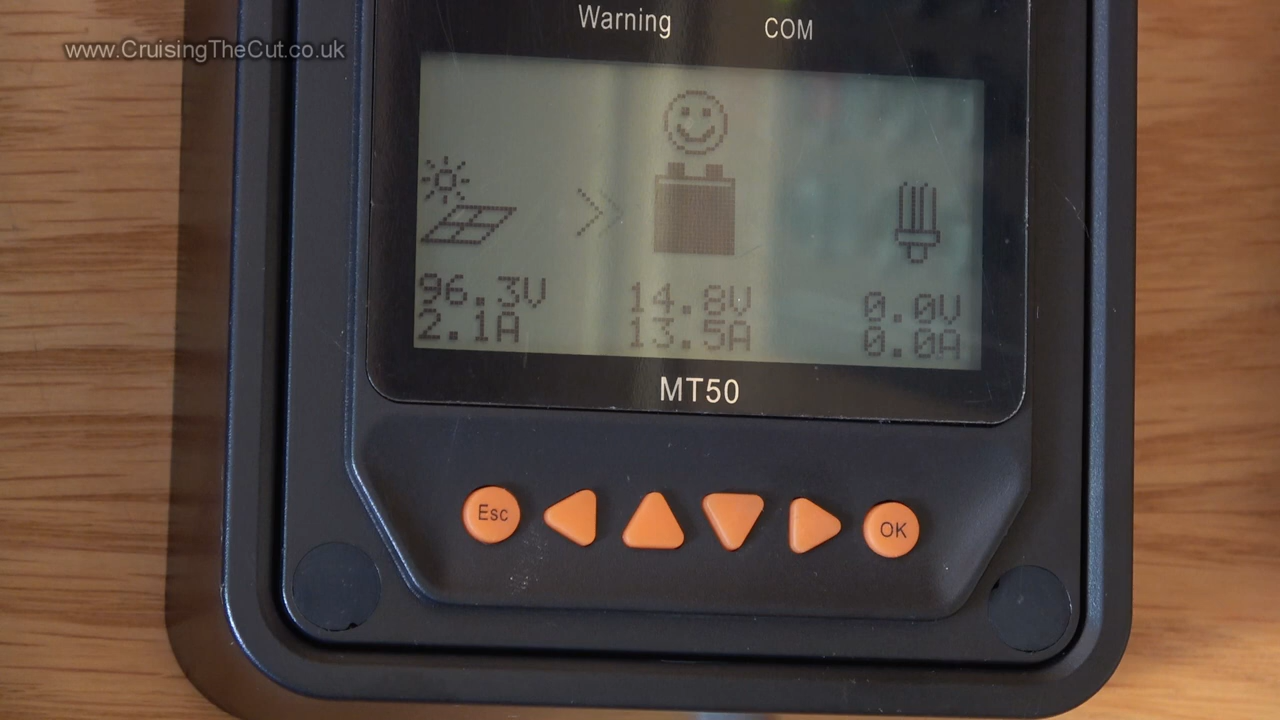 www.CruisingTheCut.co.uk
Warning COM
96.3V 14.8V 0.0V
2.1A 13.5A 0.0A
MT50
Esc OK